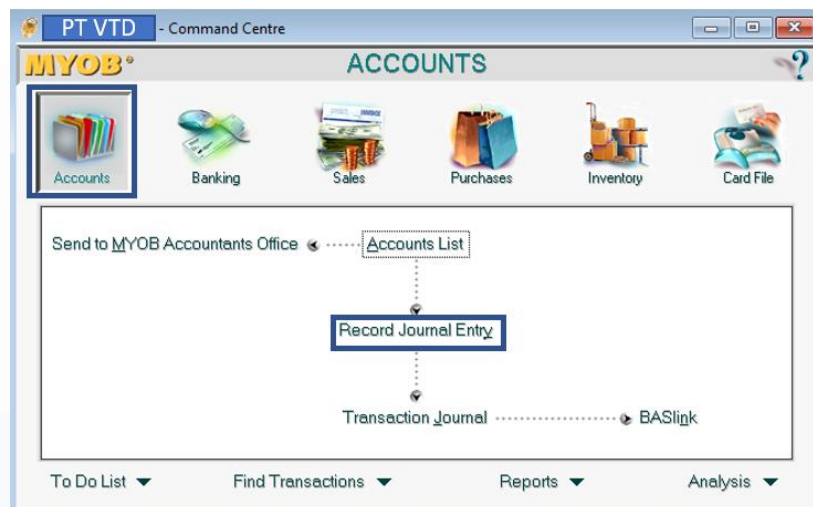 PT VTD - Command Centre
MYOB® ACCOUNTS ?
INVOICE
Accounts Banking Sales Purchases Inventory Card File
Send to MYOB Accountants Office Accounts List
Record Journal Entry
Transaction Journal BASlink
To Do List Find Transactions Reports Analysis